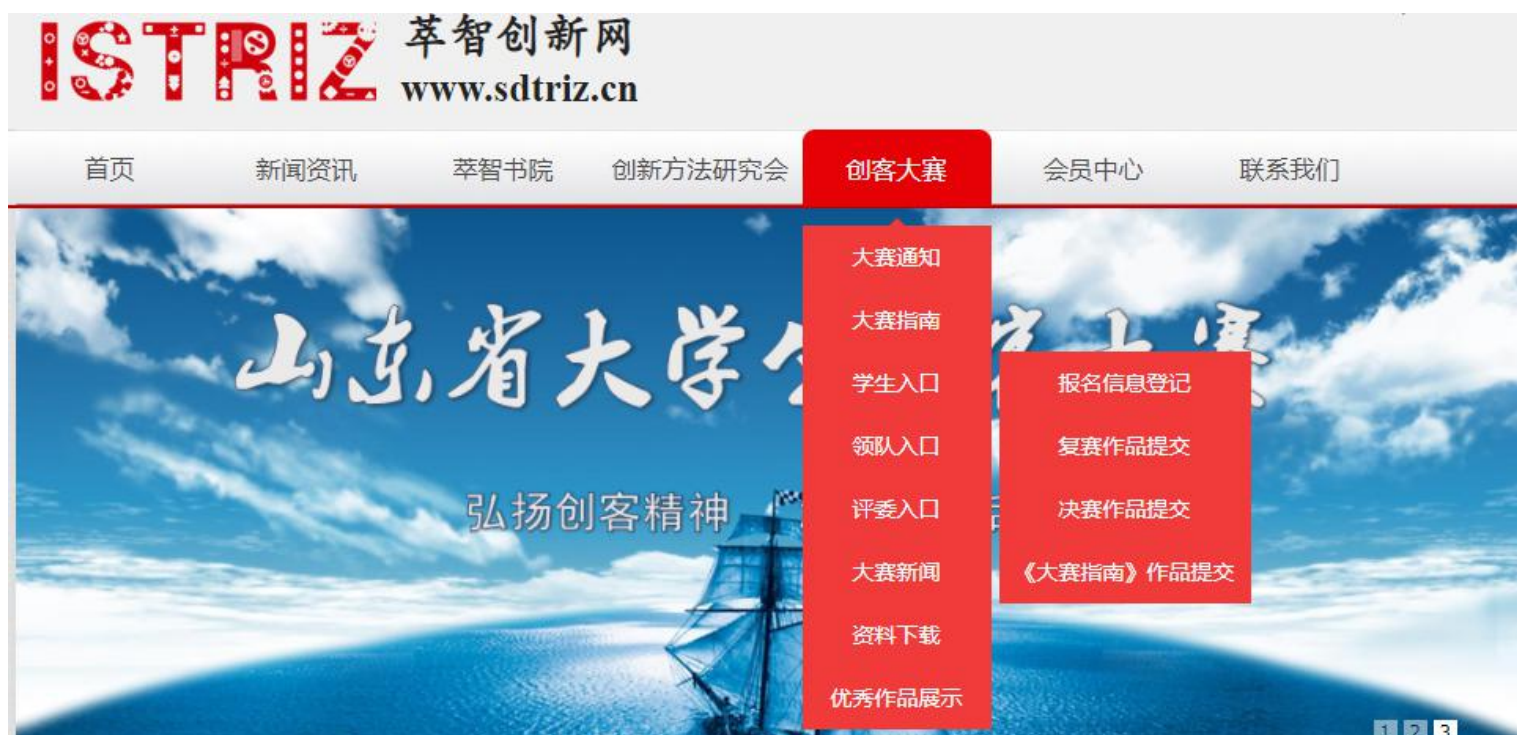 ISTRIZ
萃智创新网
www.sdtriz.cn
首页 新闻资讯 萃智书院 创新方法研究会 创客大赛 会员中心 联系我们
大赛通知
山东省大学
大赛
大赛指南
学生入口
报名信息登记
领队入口
复赛作品提交
弘扬创客精神
评委入口
决赛作品提交
大赛新闻
《大赛指南》作品提交
资料下载
优秀作品展示
1 2 3